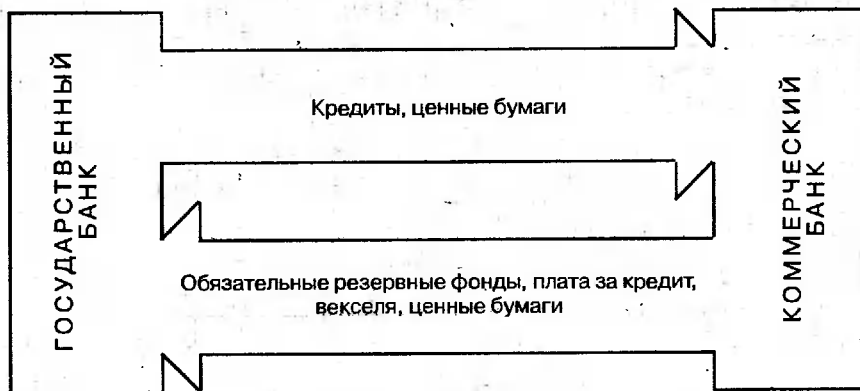 ГОСУДАРСТВЕННЫЙ
БАНК
Кредиты, ценные бумаги
Обязательные резервные фонды, плата за кредит,
векселя, ценные бумаги
КОММЕРЧЕСКИЙ
БАНК